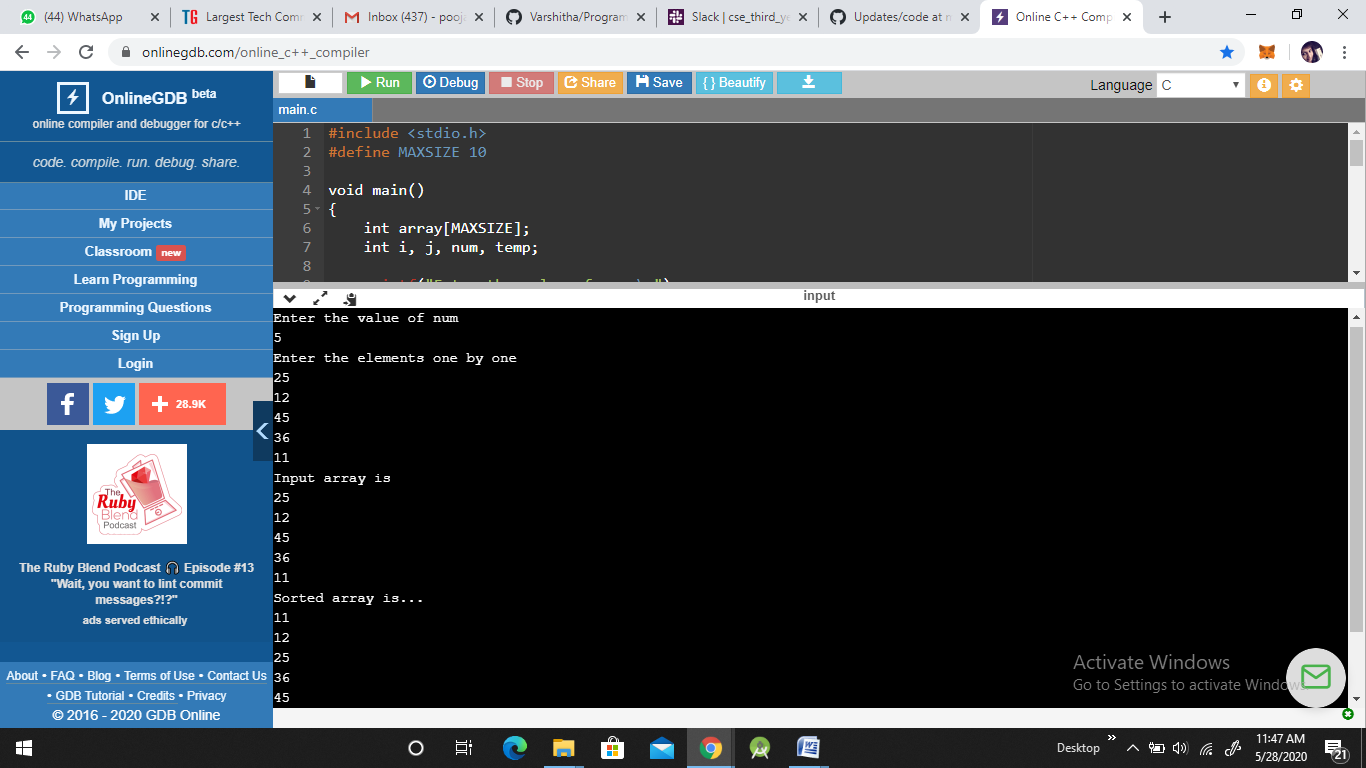 (44) WhatsApp
Largest Tech Comm
Inbox (437) - pooja
Varshitha/Program
Slack | cse_third_ye
Updates/code at m
Online C++ Comp
onlinegdb.com/online_c++_compiler
OnlineGDB beta
online compiler and debugger for c/c++
code. compile. run. debug. share.
IDE
My Projects
Classroom new
Learn Programming
Programming Questions
Sign Up
Login
28.9K
The
Ruby
Blend
Podcast
The Ruby Blend Podcast 🎧 Episode #13
"Wait, you want to lint commit
messages?!?"
ads served ethically
About • FAQ • Blog • Terms of Use • Contact Us
• GDB Tutorial • Credits • Privacy
© 2016 - 2020 GDB Online
Run Debug Stop Share Save { } Beautify
Language C
main.c
1 #include <stdio.h>
2 #define MAXSIZE 10
3
4 void main()
5 {
6 int array[MAXSIZE];
7 int i, j, num, temp;
8
input
Enter the value of num
5
Enter the elements one by one
25
12
45
36
11
Input array is
25
12
45
36
11
Sorted array is...
11
12
25
36
45
Activate Windows
Go to Settings to activate Windows.
Desktop
11:47 AM
5/28/2020
21